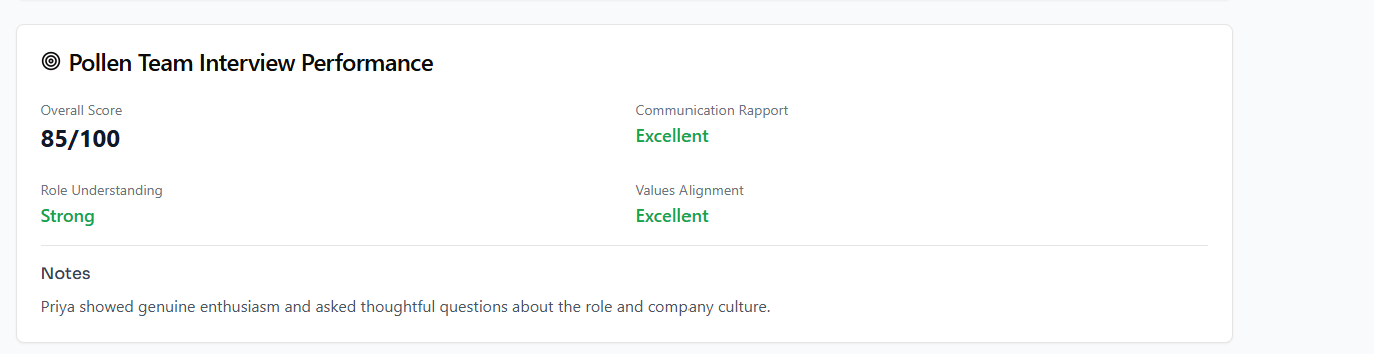 Pollen Team Interview Performance
Overall Score
85/100
Communication Rapport
Excellent
Role Understanding
Strong
Values Alignment
Excellent
Notes
Priya showed genuine enthusiasm and asked thoughtful questions about the role and company culture.